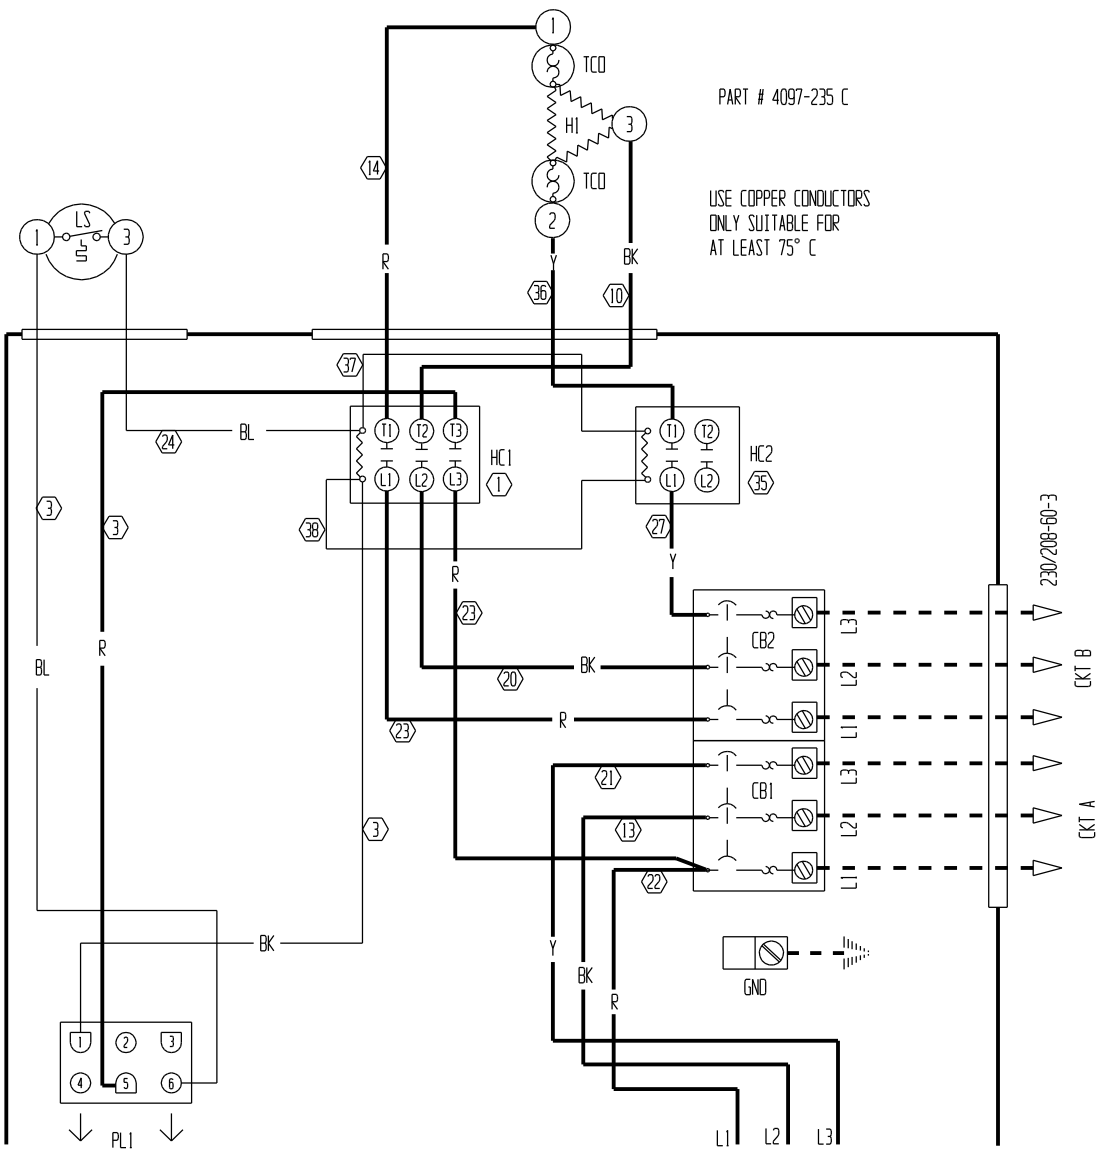 1
TCO
PART # 4097-235 C
H1
3
14
TCO
USE COPPER CONDUCTORS
ONLY SUITABLE FOR
AT LEAST 75° C
2
LS
1
3
R
Y
BK
36
10
37
24
BL
T1
T2
T3
L1
L2
L3
HC1
1
T1
T2
L1
L2
HC2
35
3
3
38
27
R
Y
230/208-60-3
23
CB2
L3
R
BL
20
BK
L2
CKT B
23
R
L1
21
CB1
L3
3
13
L2
CKT A
22
L1
BK
Y
BK
R
GND
1
2
3
4
5
6
PL1
L1
L2
L3